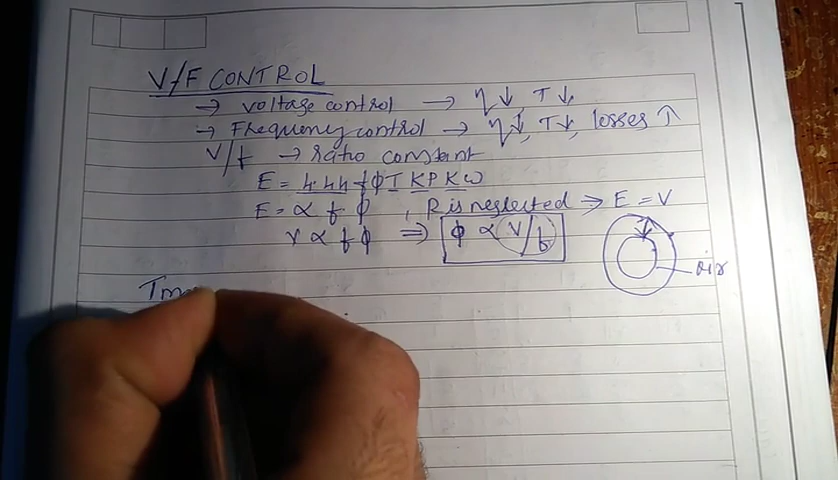 V/F CONTROL
→ voltage control → η↓, T↓
→ Frequency control → η↓, T↓, losses ↑
V/f → ratio constant
E = 4.44 f ϕ T KP KW
E = ∝ f ϕ , R is neglected ⇒ E = V
V ∝ f ϕ ⇒ ϕ ∝ V/f
air
Tm